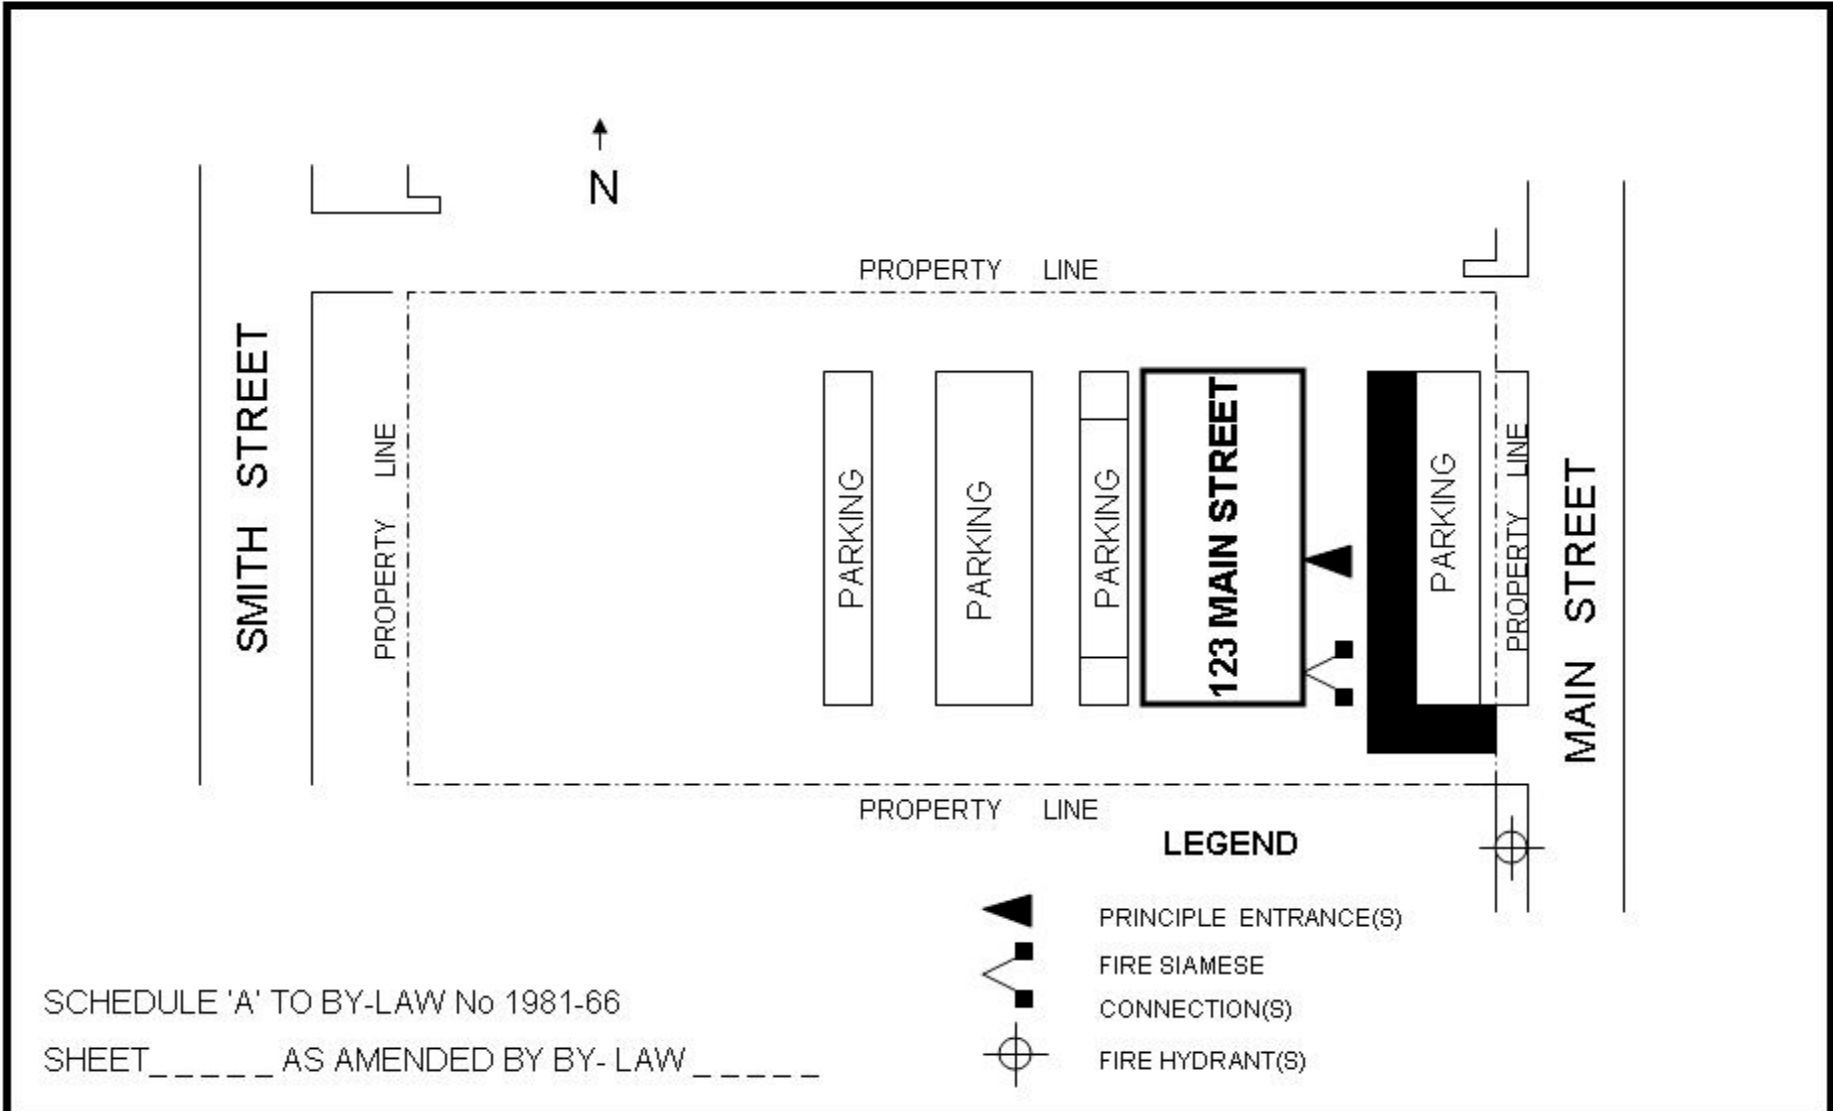 N
PROPERTY LINE
SMITH STREET
PROPERTY LINE
PARKING
PARKING
PARKING
123 MAIN STREET
PARKING
PROPERTY LINE
MAIN STREET
PROPERTY LINE
LEGEND
PRINCIPLE ENTRANCE(S)
FIRE SIAMESE
CONNECTION(S)
FIRE HYDRANT(S)
SCHEDULE 'A' TO BY-LAW No 1981-66
SHEET_ _ _ _ _ AS AMENDED BY BY- LAW _ _ _ _ _